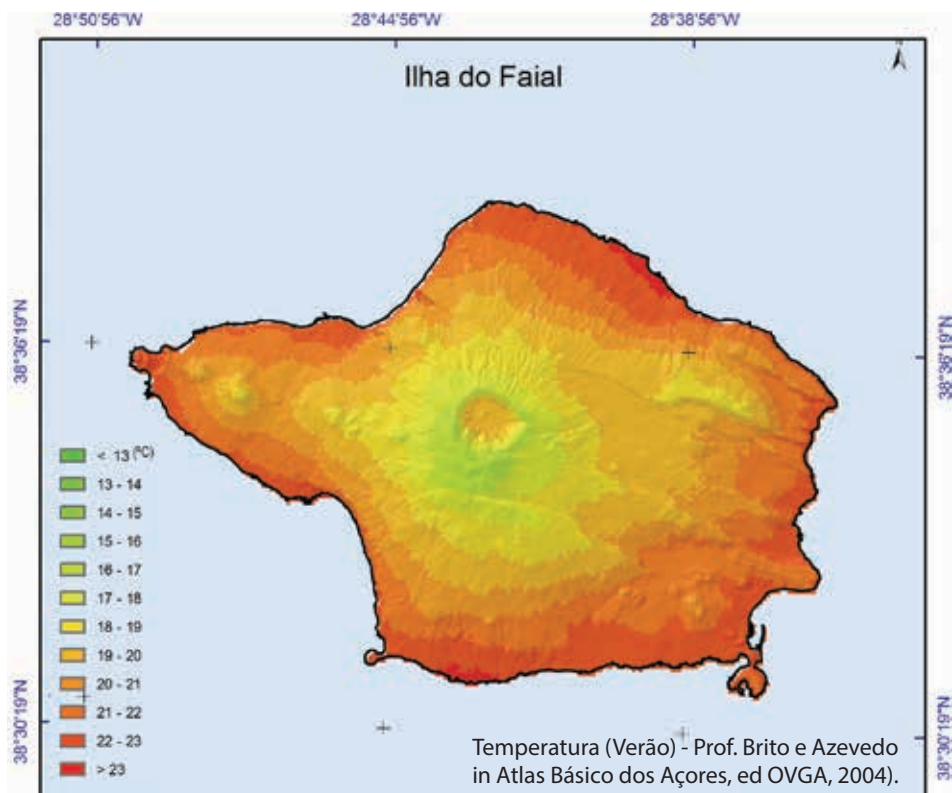 28°50'56"W 28°44'56"W 28°38'56"W
Ilha do Faial
38°36'19"N 38°36'19"N
< 13 (ºC)
13 - 14
14 - 15
15 - 16
16 - 17
17 - 18
18 - 19
19 - 20
20 - 21
21 - 22
22 - 23
> 23
38°30'19"N 38°30'19"N
Temperatura (Verão) - Prof. Brito e Azevedo
in Atlas Básico dos Açores, ed OVGA, 2004).